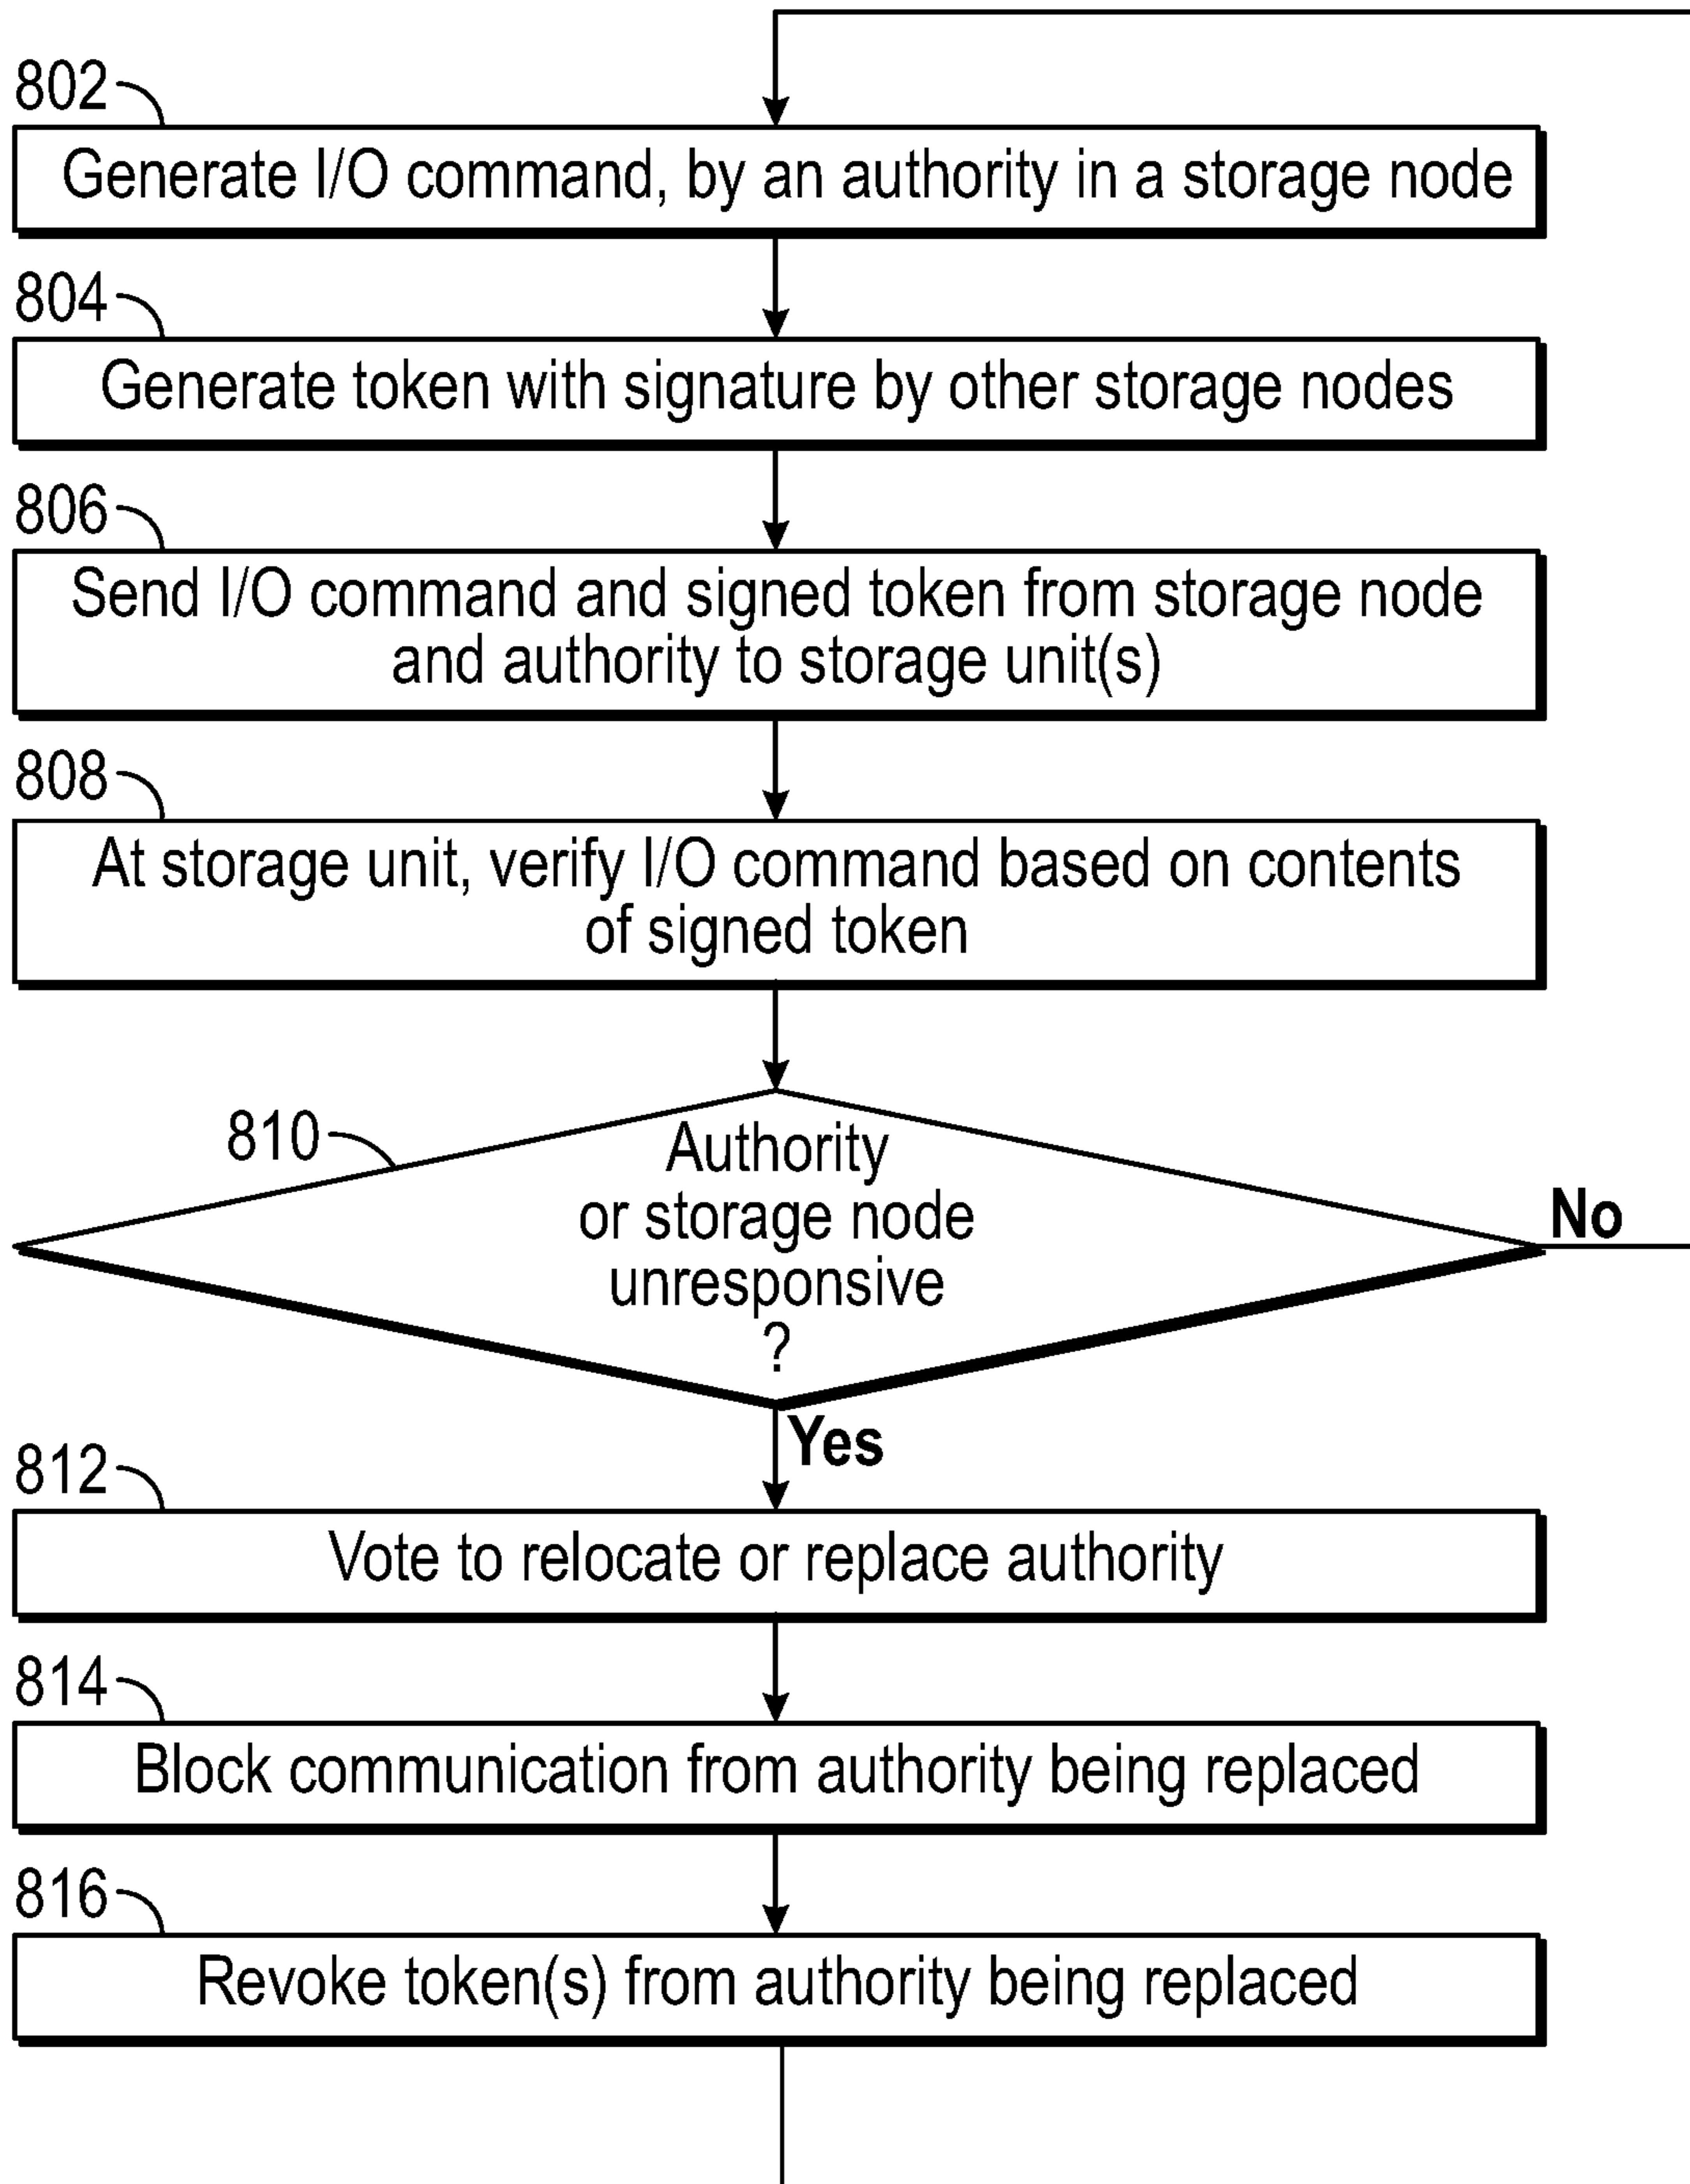 802
Generate I/O command, by an authority in a storage node
804
Generate token with signature by other storage nodes
806
Send I/O command and signed token from storage node
and authority to storage unit(s)
808
At storage unit, verify I/O command based on contents
of signed token
810
Authority
or storage node
unresponsive
?
No
Yes
812
Vote to relocate or replace authority
814
Block communication from authority being replaced
816
Revoke token(s) from authority being replaced